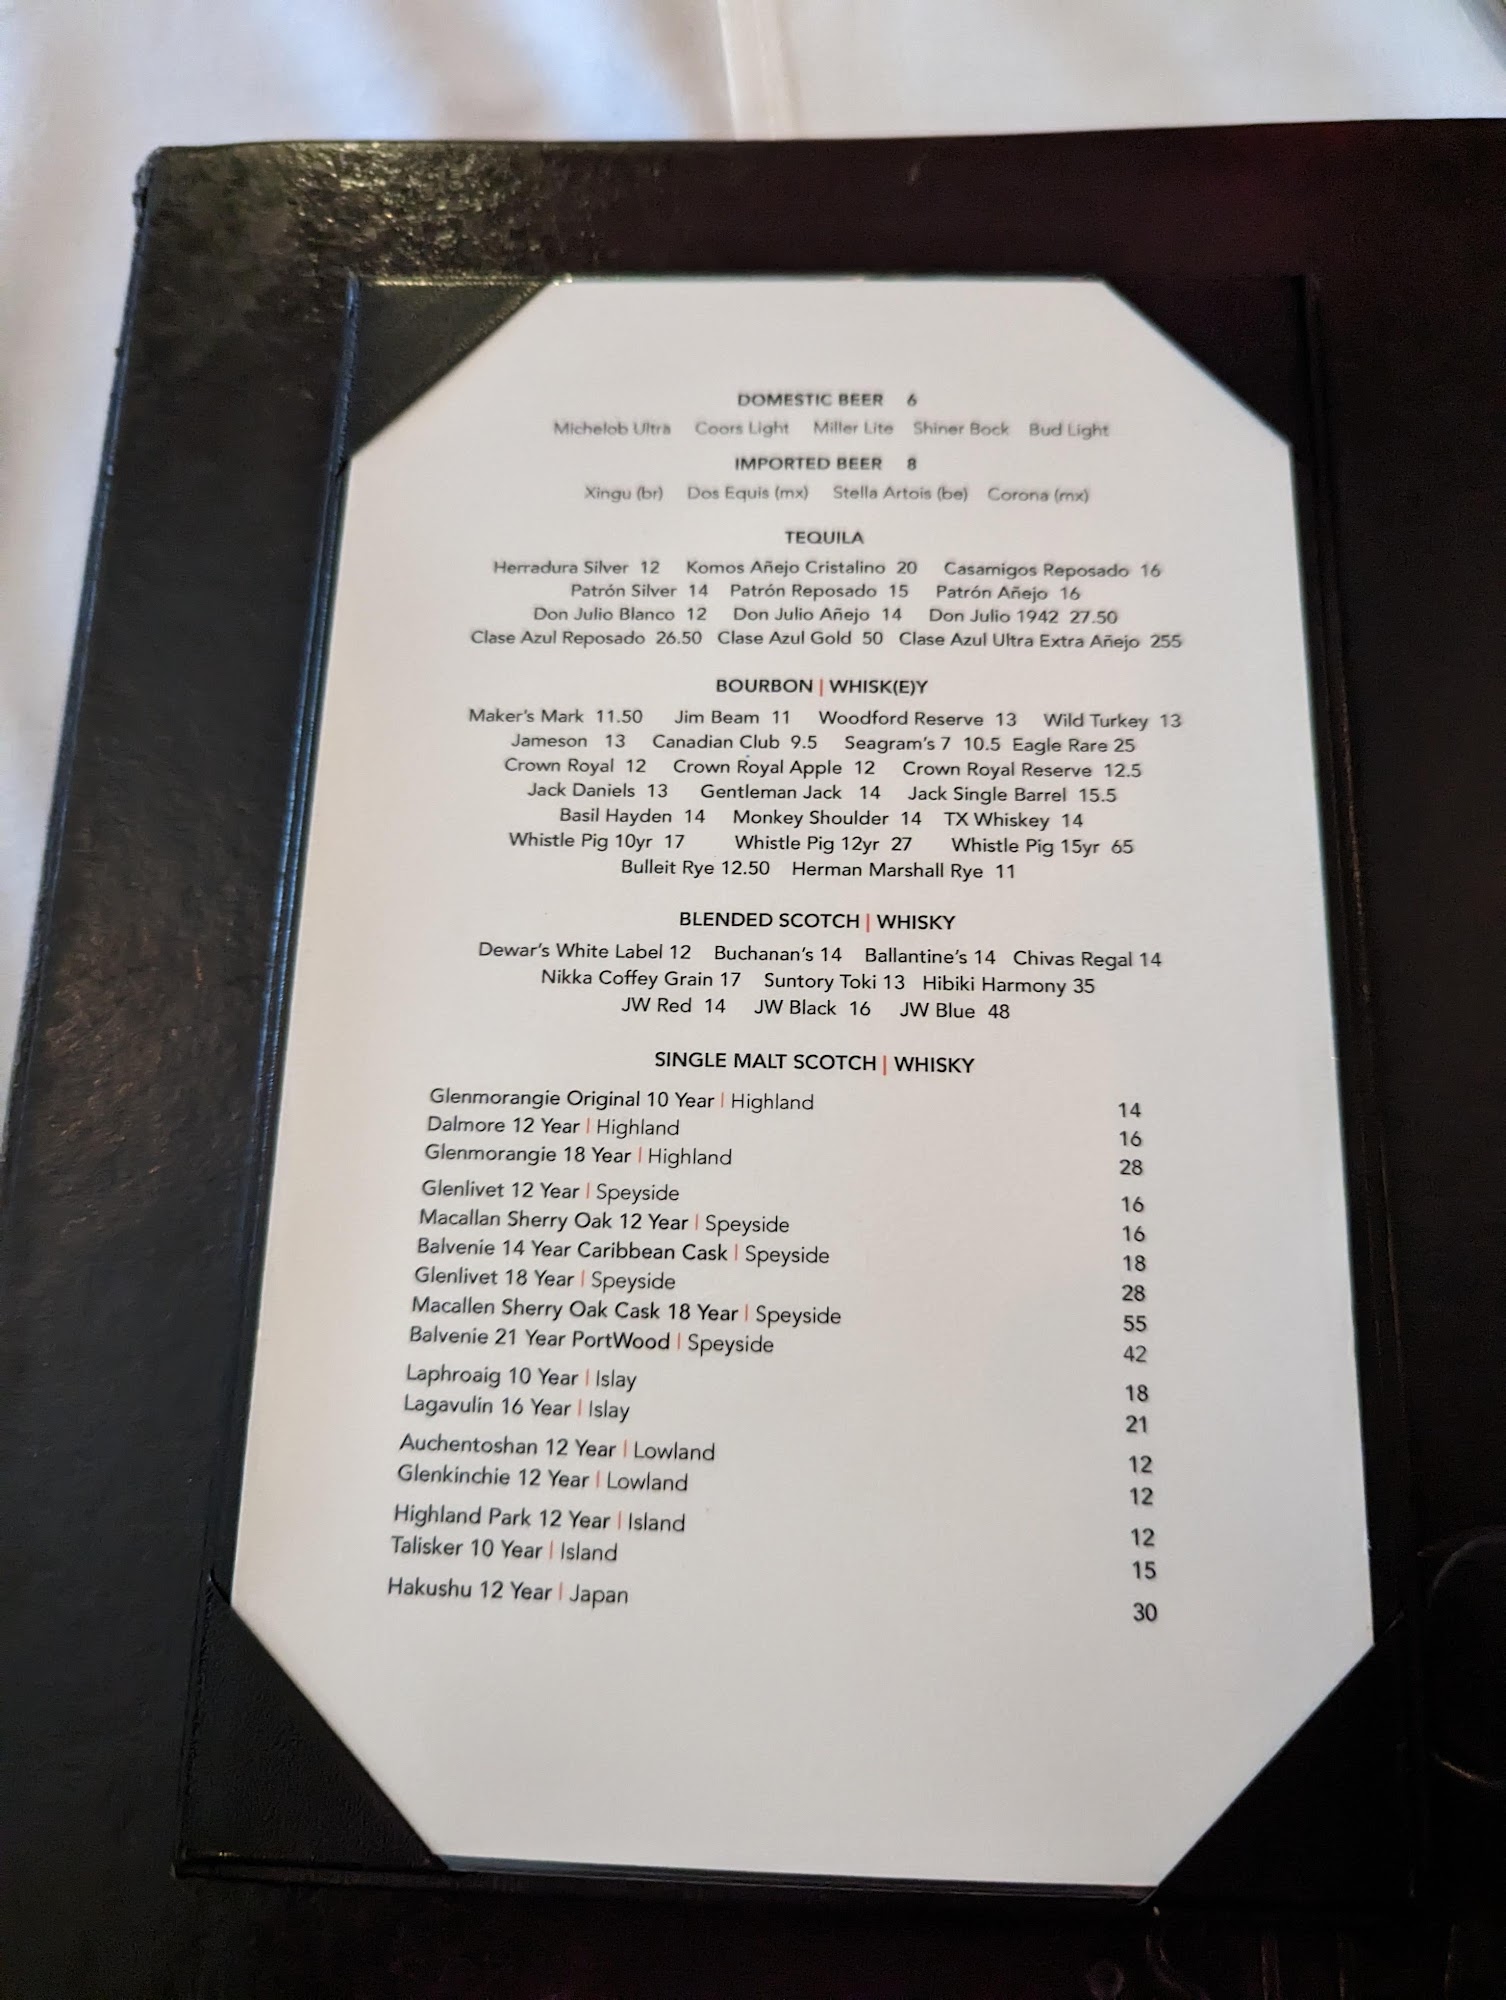 DOMESTIC BEER 6
Michelob Ultra Coors Light Miller Lite Shiner Bock Bud Light
IMPORTED BEER 8
Xingu (br) Dos Equis (mx) Stella Artois (be) Corona (mx)
TEQUILA
Herradura Silver 12 Komos Añejo Cristalino 20 Casamigos Reposado 16
Patrón Silver 14 Patrón Reposado 15 Patrón Añejo 16
Don Julio Blanco 12 Don Julio Añejo 14 Don Julio 1942 27.50
Clase Azul Reposado 26.50 Clase Azul Gold 50 Clase Azul Ultra Extra Añejo 255
BOURBON | WHISK(E)Y
Maker's Mark 11.50 Jim Beam 11 Woodford Reserve 13 Wild Turkey 13
Jameson 13 Canadian Club 9.5 Seagram's 7 10.5 Eagle Rare 25
Crown Royal 12 Crown Royal Apple 12 Crown Royal Reserve 12.5
Jack Daniels 13 Gentleman Jack 14 Jack Single Barrel 15.5
Basil Hayden 14 Monkey Shoulder 14 TX Whiskey 14
Whistle Pig 10yr 17 Whistle Pig 12yr 27 Whistle Pig 15yr 65
Bulleit Rye 12.50 Herman Marshall Rye 11
BLENDED SCOTCH | WHISKY
Dewar's White Label 12 Buchanan's 14 Ballantine's 14 Chivas Regal 14
Nikka Coffey Grain 17 Suntory Toki 13 Hibiki Harmony 35
JW Red 14 JW Black 16 JW Blue 48
SINGLE MALT SCOTCH | WHISKY
Glenmorangie Original 10 Year | Highland 14
Dalmore 12 Year | Highland 16
Glenmorangie 18 Year | Highland 28
Glenlivet 12 Year | Speyside 16
Macallan Sherry Oak 12 Year | Speyside 16
Balvenie 14 Year Caribbean Cask | Speyside 18
Glenlivet 18 Year | Speyside 28
Macallen Sherry Oak Cask 18 Year | Speyside 55
Balvenie 21 Year PortWood | Speyside 42
Laphroaig 10 Year | Islay 18
Lagavulin 16 Year | Islay 21
Auchentoshan 12 Year | Lowland 12
Glenkinchie 12 Year | Lowland 12
Highland Park 12 Year | Island 12
Talisker 10 Year | Island 15
Hakushu 12 Year | Japan 30